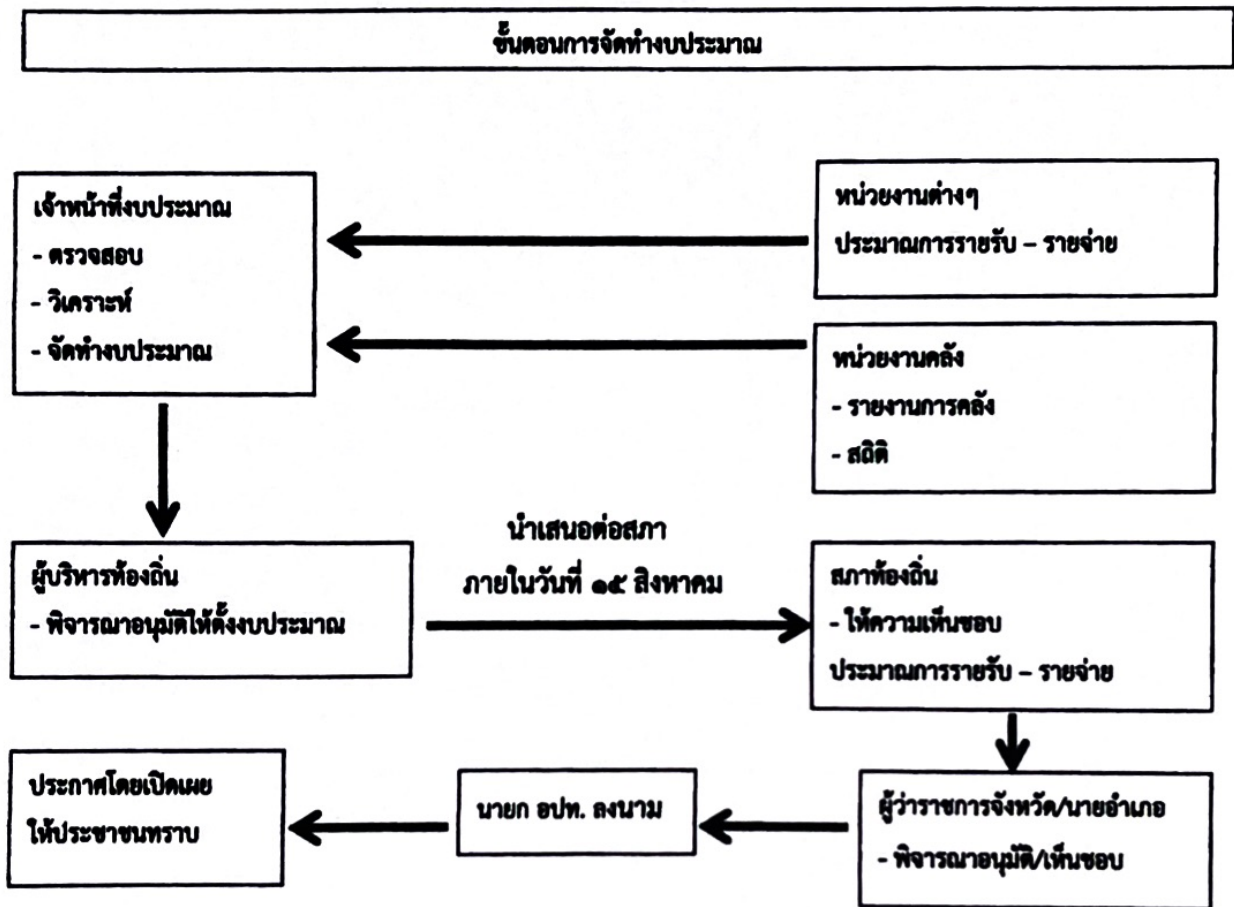 ขั้นตอนการจัดทำงบประมาณ
เจ้าหน้าที่งบประมาณ
- ตรวจสอบ
- วิเคราะห์
- จัดทำงบประมาณ
หน่วยงานต่างๆ
ประมาณการรายรับ – รายจ่าย
หน่วยงานคลัง
- รายงานการคลัง
- สถิติ
ผู้บริหารท้องถิ่น
- พิจารณาอนุมัติให้ตั้งงบประมาณ
นำเสนอต่อสภา
ภายในวันที่ ๑๕ สิงหาคม
สภาท้องถิ่น
- ให้ความเห็นชอบ
ประมาณการรายรับ – รายจ่าย
ผู้ว่าราชการจังหวัด/นายอำเภอ
- พิจารณาอนุมัติ/เห็นชอบ
นายก อปท. ลงนาม
ประกาศโดยเปิดเผย
ให้ประชาชนทราบ